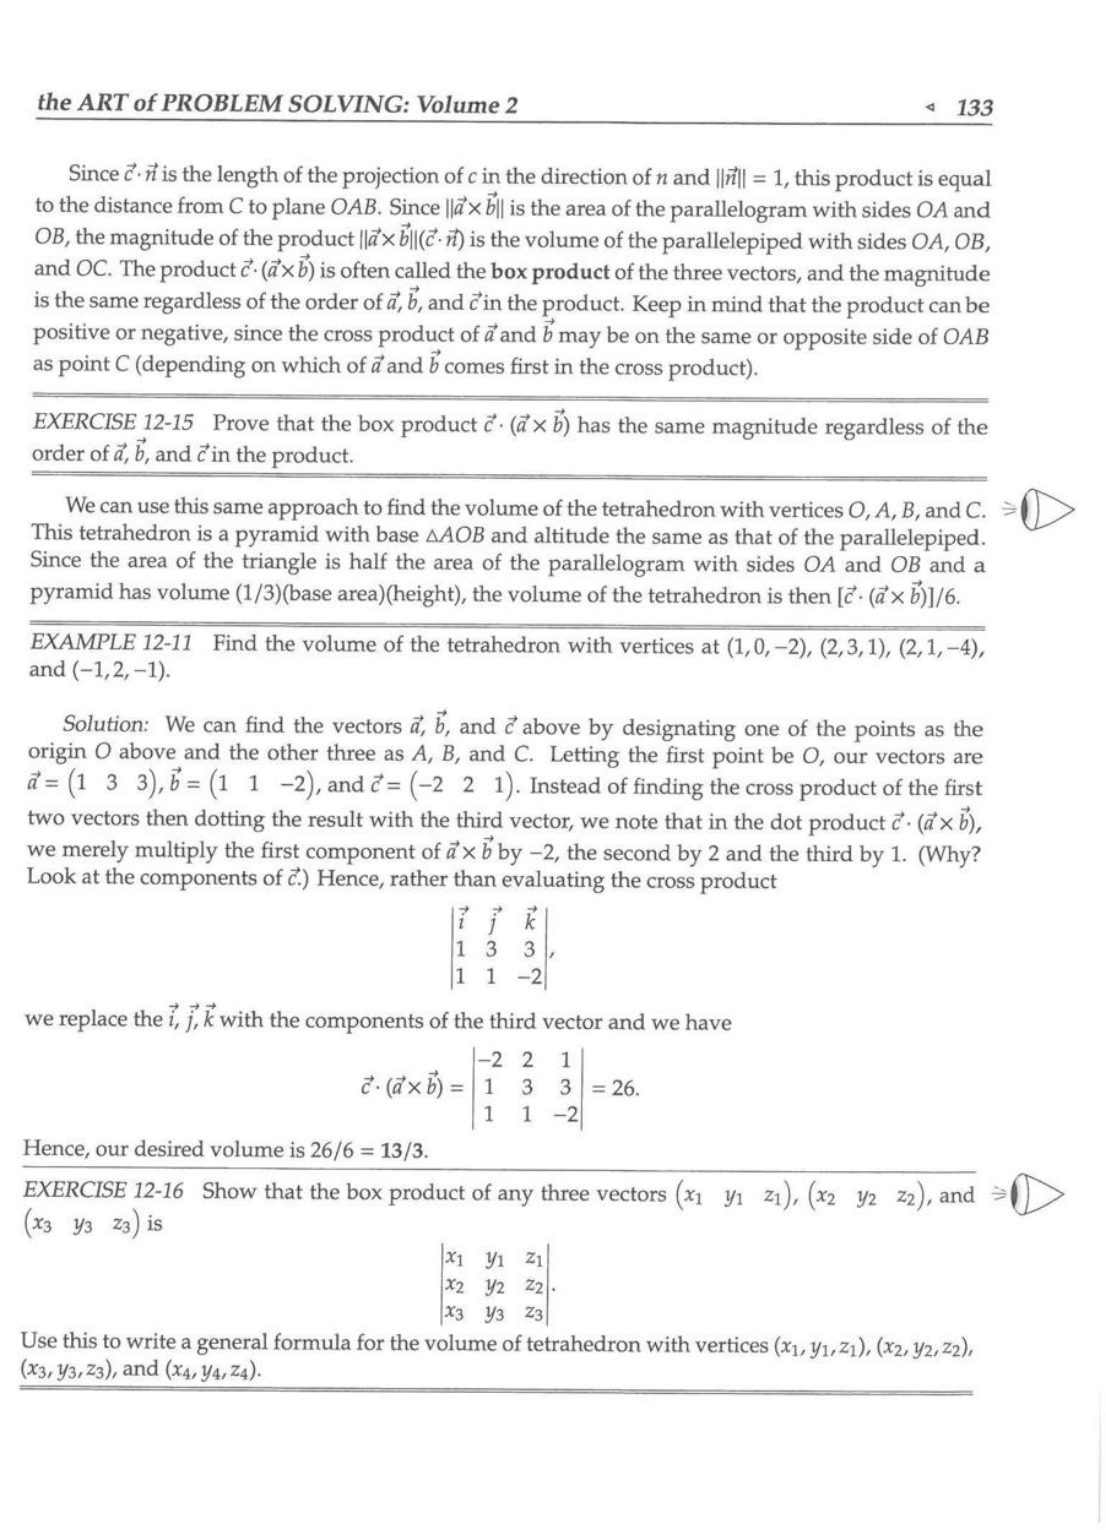 the ART of PROBLEM SOLVING: Volume 2 ◁ 133
Since c⃗ · n⃗ is the length of the projection of c in the direction of n and ||n⃗|| = 1, this product is equal
to the distance from C to plane OAB. Since ||a⃗ × b⃗|| is the area of the parallelogram with sides OA and
OB, the magnitude of the product ||a⃗ × b⃗||(c⃗ · n⃗) is the volume of the parallelepiped with sides OA, OB,
and OC. The product c⃗ · (a⃗ × b⃗) is often called the box product of the three vectors, and the magnitude
is the same regardless of the order of a⃗, b⃗, and c⃗ in the product. Keep in mind that the product can be
positive or negative, since the cross product of a⃗ and b⃗ may be on the same or opposite side of OAB
as point C (depending on which of a⃗ and b⃗ comes first in the cross product).
EXERCISE 12-15 Prove that the box product c⃗ · (a⃗ × b⃗) has the same magnitude regardless of the
order of a⃗, b⃗, and c⃗ in the product.
We can use this same approach to find the volume of the tetrahedron with vertices O, A, B, and C.
This tetrahedron is a pyramid with base △AOB and altitude the same as that of the parallelepiped.
Since the area of the triangle is half the area of the parallelogram with sides OA and OB and a
pyramid has volume (1/3)(base area)(height), the volume of the tetrahedron is then [c⃗ · (a⃗ × b⃗)]/6.
EXAMPLE 12-11 Find the volume of the tetrahedron with vertices at (1, 0, −2), (2, 3, 1), (2, 1, −4),
and (−1, 2, −1).
Solution: We can find the vectors a⃗, b⃗, and c⃗ above by designating one of the points as the
origin O above and the other three as A, B, and C. Letting the first point be O, our vectors are
a⃗ = (1 3 3), b⃗ = (1 1 −2), and c⃗ = (−2 2 1). Instead of finding the cross product of the first
two vectors then dotting the result with the third vector, we note that in the dot product c⃗ · (a⃗ × b⃗),
we merely multiply the first component of a⃗ × b⃗ by −2, the second by 2 and the third by 1. (Why?
Look at the components of c⃗.) Hence, rather than evaluating the cross product
|i⃗ j⃗ k⃗|
|1 3 3|,
|1 1 −2|
we replace the i⃗, j⃗, k⃗ with the components of the third vector and we have
|−2 2 1|
c⃗ · (a⃗ × b⃗) = |1 3 3| = 26.
|1 1 −2|
Hence, our desired volume is 26/6 = 13/3.
EXERCISE 12-16 Show that the box product of any three vectors (x₁ y₁ z₁), (x₂ y₂ z₂), and
(x₃ y₃ z₃) is
|x₁ y₁ z₁|
|x₂ y₂ z₂|.
|x₃ y₃ z₃|
Use this to write a general formula for the volume of tetrahedron with vertices (x₁, y₁, z₁), (x₂, y₂, z₂),
(x₃, y₃, z₃), and (x₄, y₄, z₄).